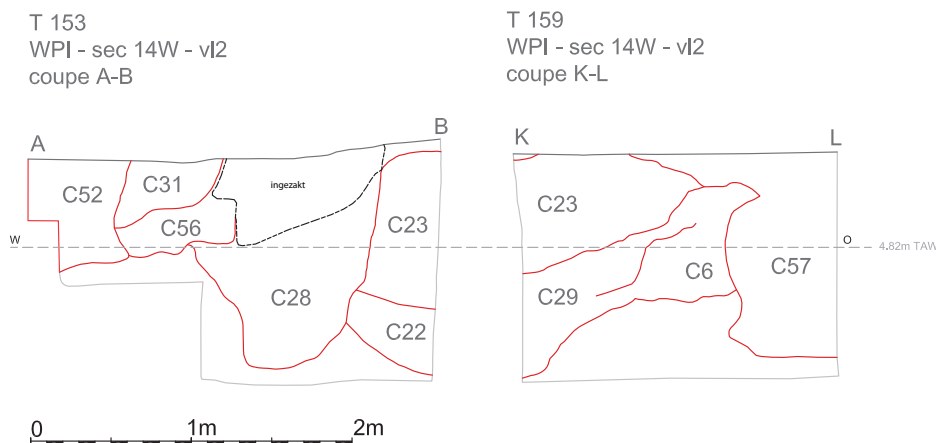 T 153
WPI - sec 14W - vl2
coupe A-B
T 159
WPI - sec 14W - vl2
coupe K-L
A
B
K
L
C52
C31
ingezakt
C56
C23
C28
C22
W
C23
C29
C6
C57
O
4.82m TAW
0
1m
2m